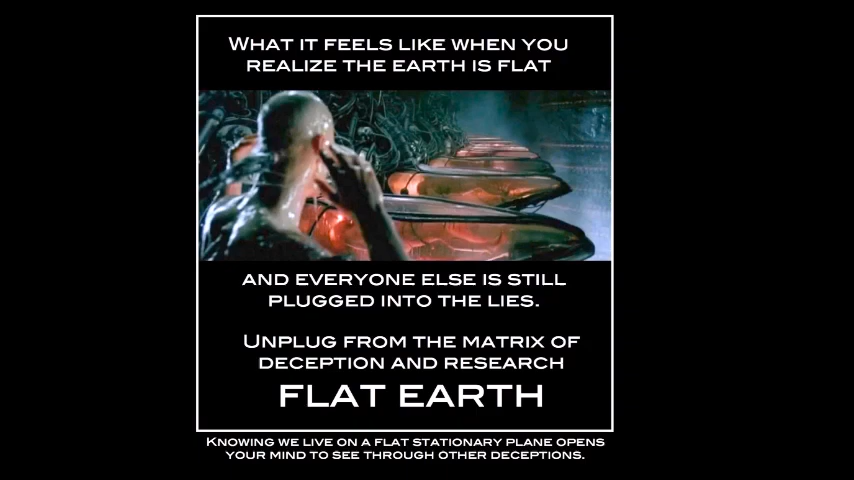 What it feels like when you
realize the earth is flat
and everyone else is still
plugged into the lies.
Unplug from the matrix of
deception and research
FLAT EARTH
Knowing we live on a flat stationary plane opens
your mind to see through other deceptions.